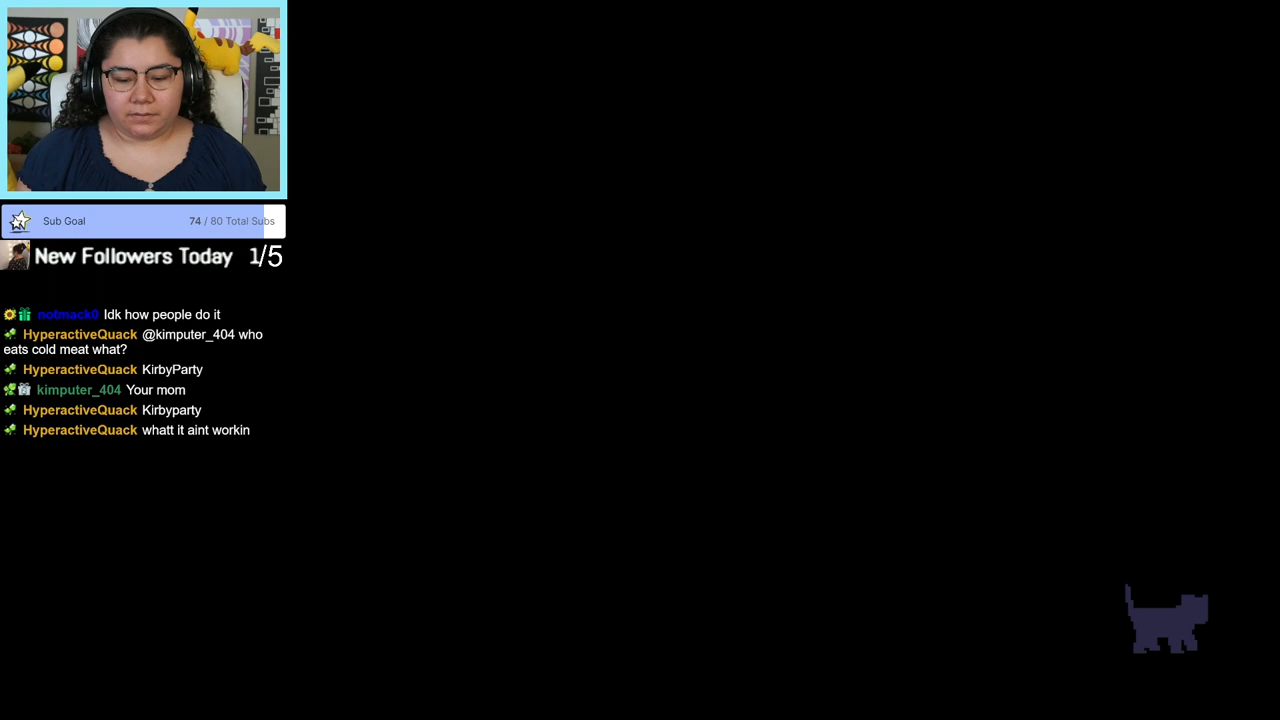 Sub Goal 74 / 80 Total Subs
New Followers Today 1/5
notmack0 Idk how people do it
HyperactiveQuack @kimputer_404 who
eats cold meat what?
HyperactiveQuack KirbyParty
kimputer_404 Your mom
HyperactiveQuack Kirbyparty
HyperactiveQuack whatt it aint workin